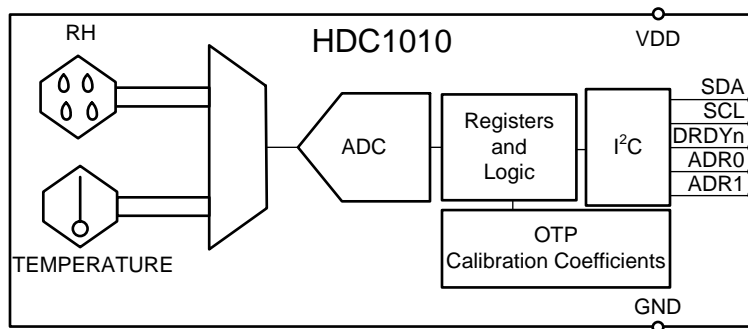 RH
HDC1010
VDD
SDA
SCL
DRDYn
ADR0
ADR1
ADC
Registers
and
Logic
I²C
TEMPERATURE
OTP
Calibration Coefficients
GND